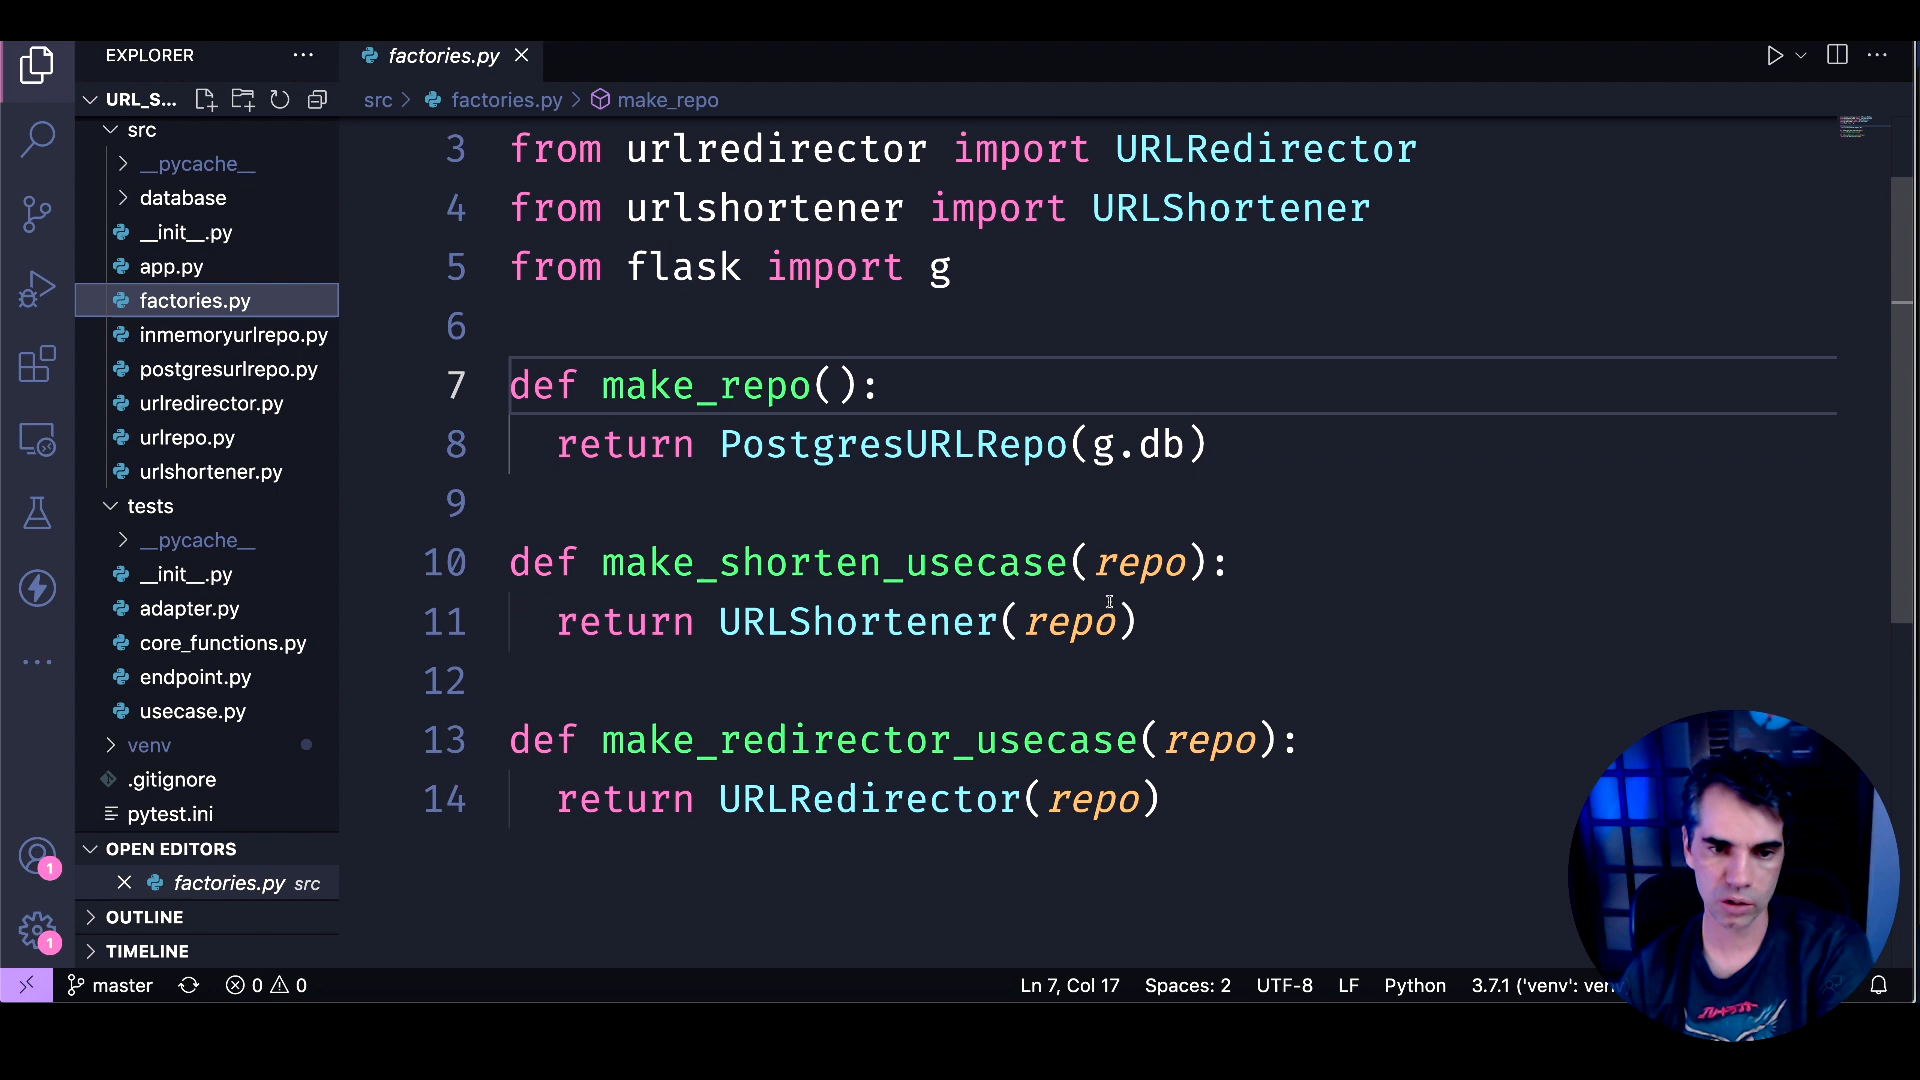 EXPLORER
factories.py
URL_S...
src
factories.py
make_repo
src
__pycache__
database
__init__.py
app.py
factories.py
inmemoryurlrepo.py
postgresurlrepo.py
urlredirector.py
urlrepo.py
urlshortener.py
tests
__pycache__
__init__.py
adapter.py
core_functions.py
endpoint.py
usecase.py
venv
.gitignore
pytest.ini
OPEN EDITORS
factories.py src
OUTLINE
TIMELINE
1
1
3 from urlredirector import URLRedirector
4 from urlshortener import URLShortener
5 from flask import g
6
7 def make_repo():
8 return PostgresURLRepo(g.db)
9
10 def make_shorten_usecase(repo):
11 return URLShortener(repo)
12
13 def make_redirector_usecase(repo):
14 return URLRedirector(repo)
master
0
0
Ln 7, Col 17
Spaces: 2
UTF-8
LF
Python
3.7.1 ('venv':